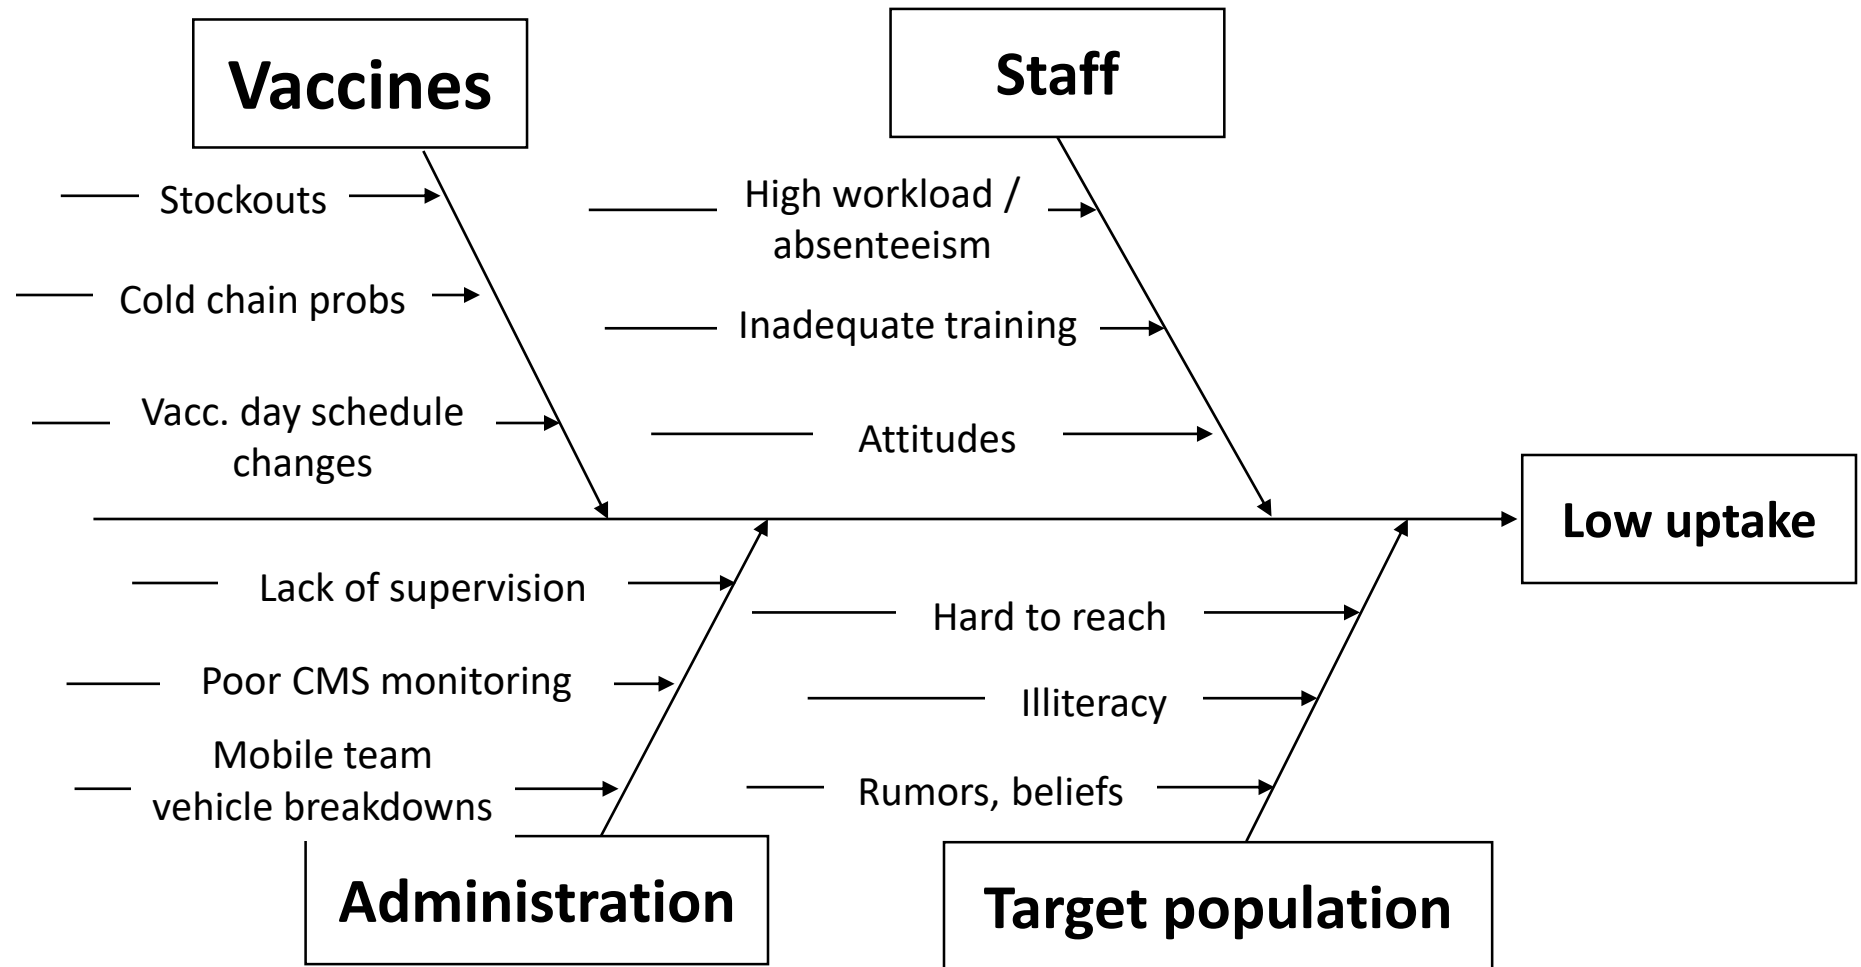 Vaccines
Stockouts
Cold chain probs
Vacc. day schedule
changes
Staff
High workload /
absenteeism
Inadequate training
Attitudes
Low uptake
Lack of supervision
Poor CMS monitoring
Mobile team
vehicle breakdowns
Administration
Hard to reach
Illiteracy
Rumors, beliefs
Target population